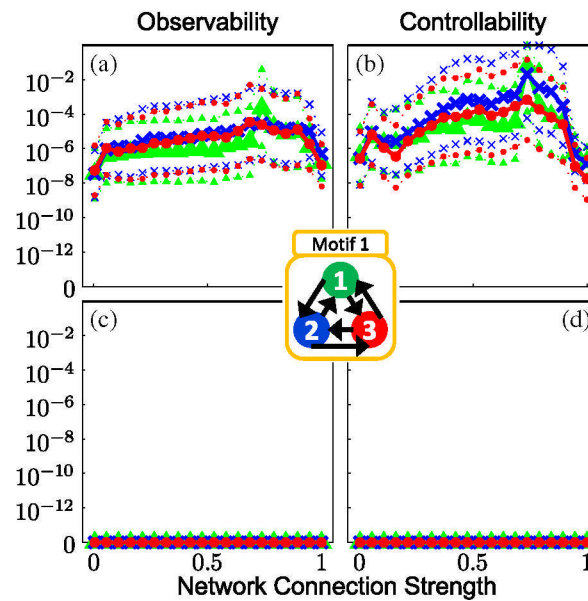 Observability Controllability
(a) (b)
10⁻²
10⁻⁴
10⁻⁶
10⁻⁸
10⁻¹⁰
10⁻¹²
0
Motif 1
1
2 3
(c) (d)
10⁻²
10⁻⁴
10⁻⁶
10⁻⁸
10⁻¹⁰
10⁻¹²
0
0 0.5 1 0 0.5 1
Network Connection Strength